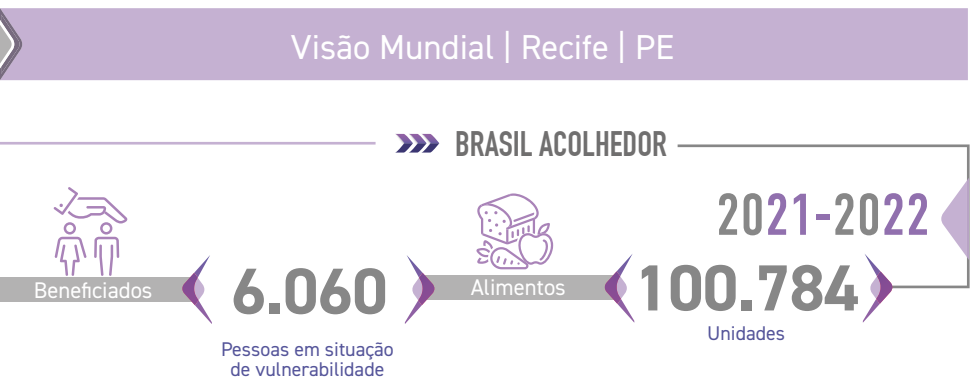 Visão Mundial | Recife | PE
BRASIL ACOLHEDOR
2021-2022
Beneficiados
6.060
Pessoas em situação
de vulnerabilidade
Alimentos
100.784
Unidades